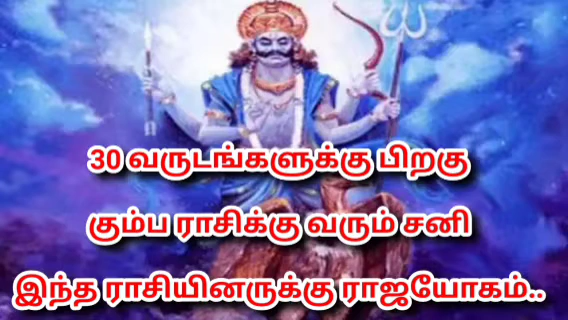 30 வருடங்களுக்கு பிறகு
கும்ப ராசிக்கு வரும் சனி
இந்த ராசியினருக்கு ராஜயோகம்..